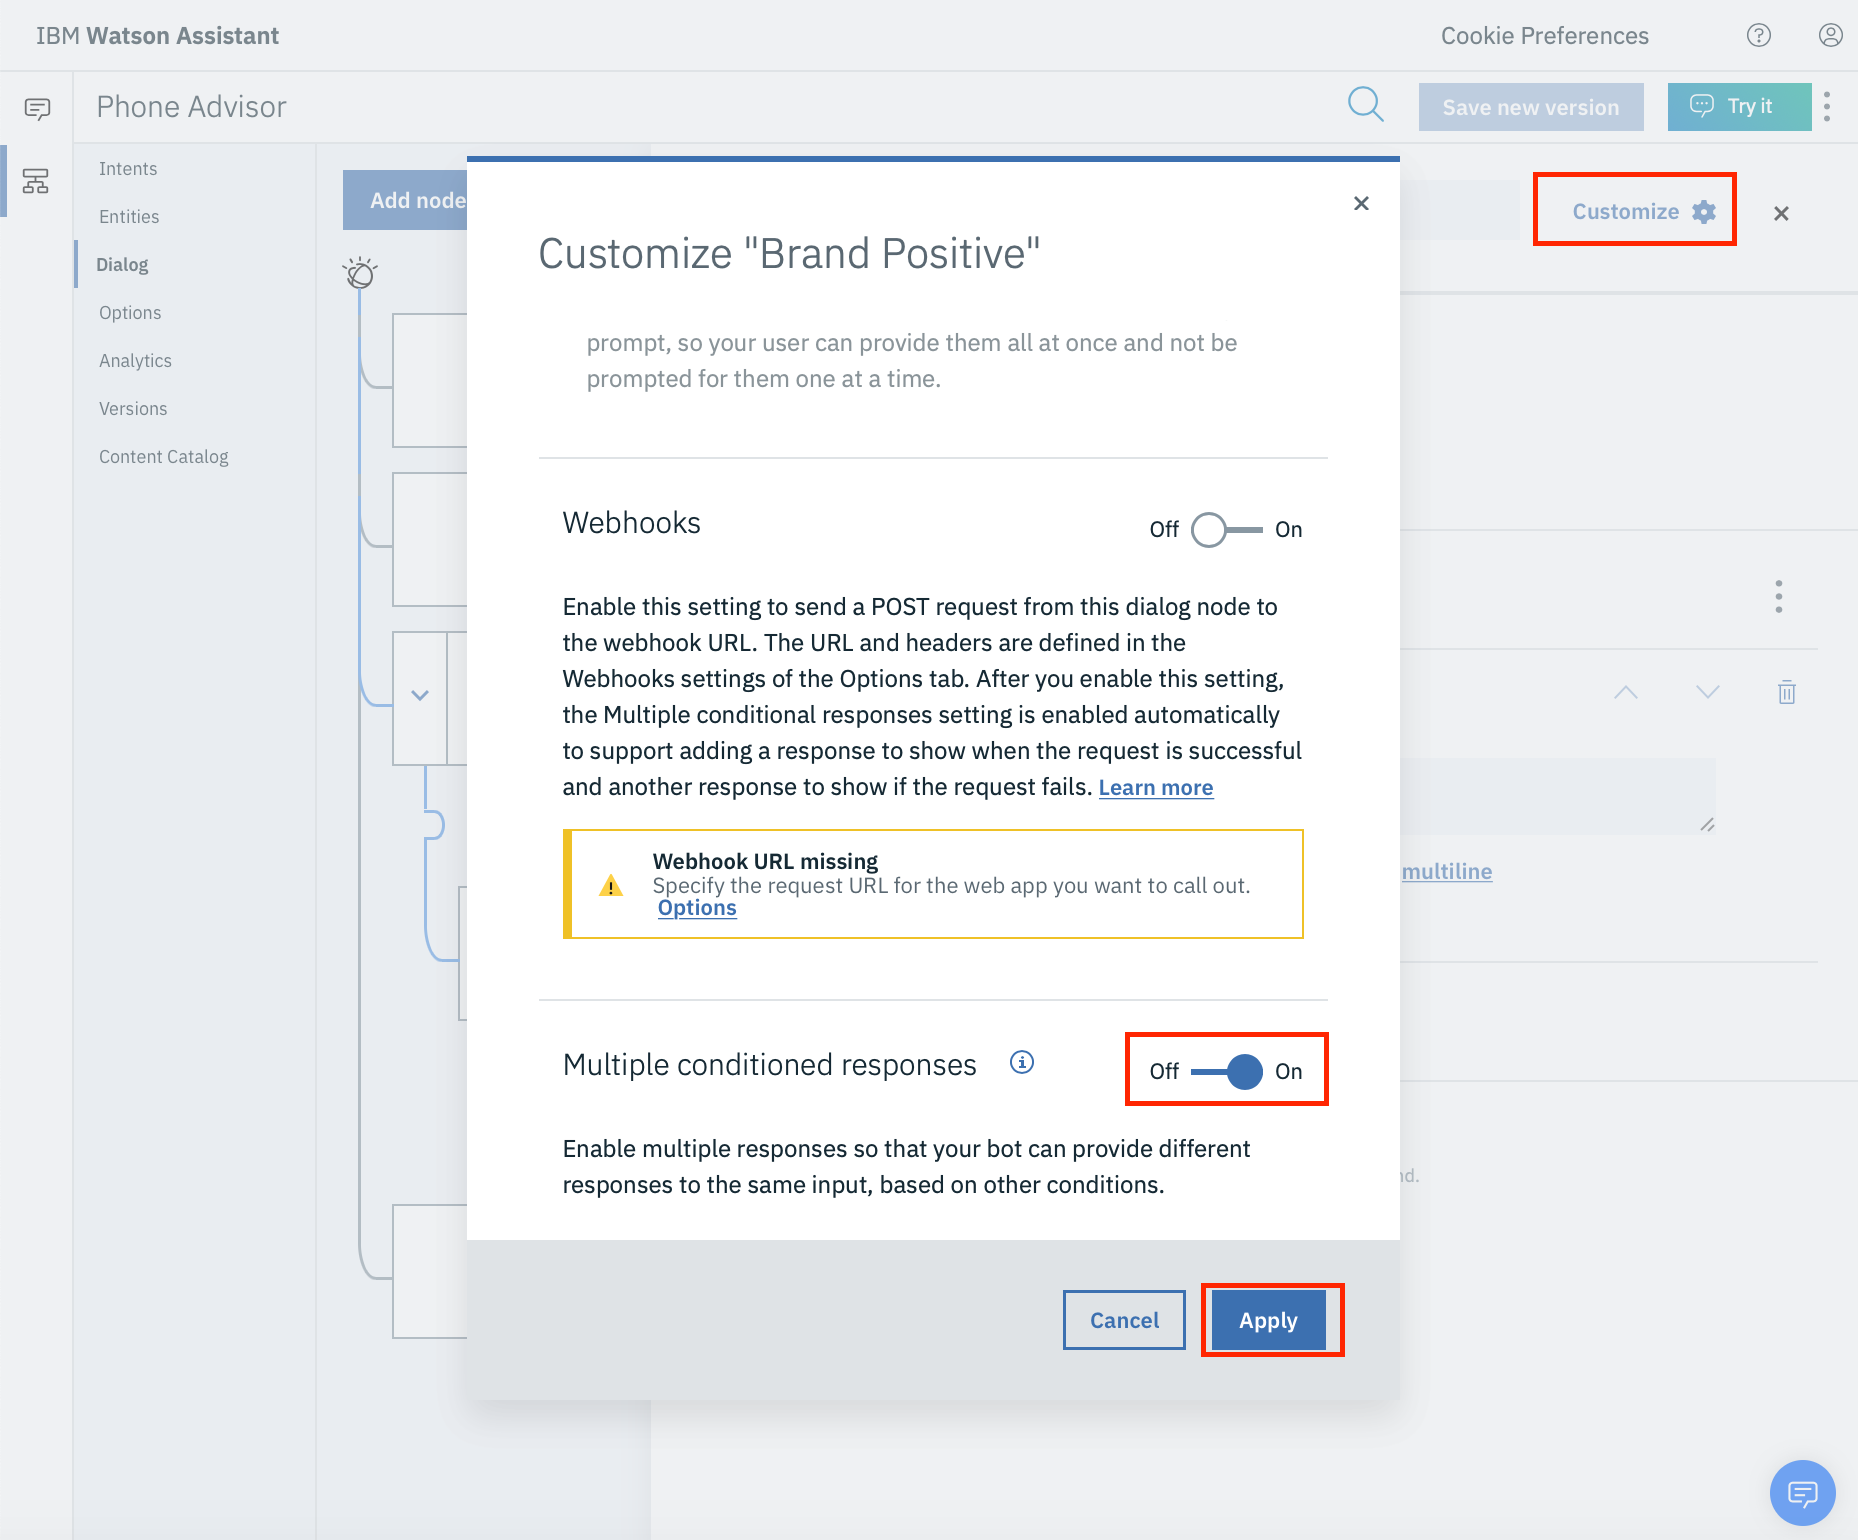 IBM Watson Assistant
Cookie Preferences
Phone Advisor
Save new version
Try it
Intents
Entities
Dialog
Options
Analytics
Versions
Content Catalog
Add node
Customize
Customize "Brand Positive"
prompt, so your user can provide them all at once and not be
prompted for them one at a time.
Webhooks
Off
On
Enable this setting to send a POST request from this dialog node to
the webhook URL. The URL and headers are defined in the
Webhooks settings of the Options tab. After you enable this setting,
the Multiple conditional responses setting is enabled automatically
to support adding a response to show when the request is successful
and another response to show if the request fails. Learn more
Webhook URL missing
Specify the request URL for the web app you want to call out.
Options
multiline
Multiple conditioned responses
Off
On
Enable multiple responses so that your bot can provide different
responses to the same input, based on other conditions.
Cancel
Apply